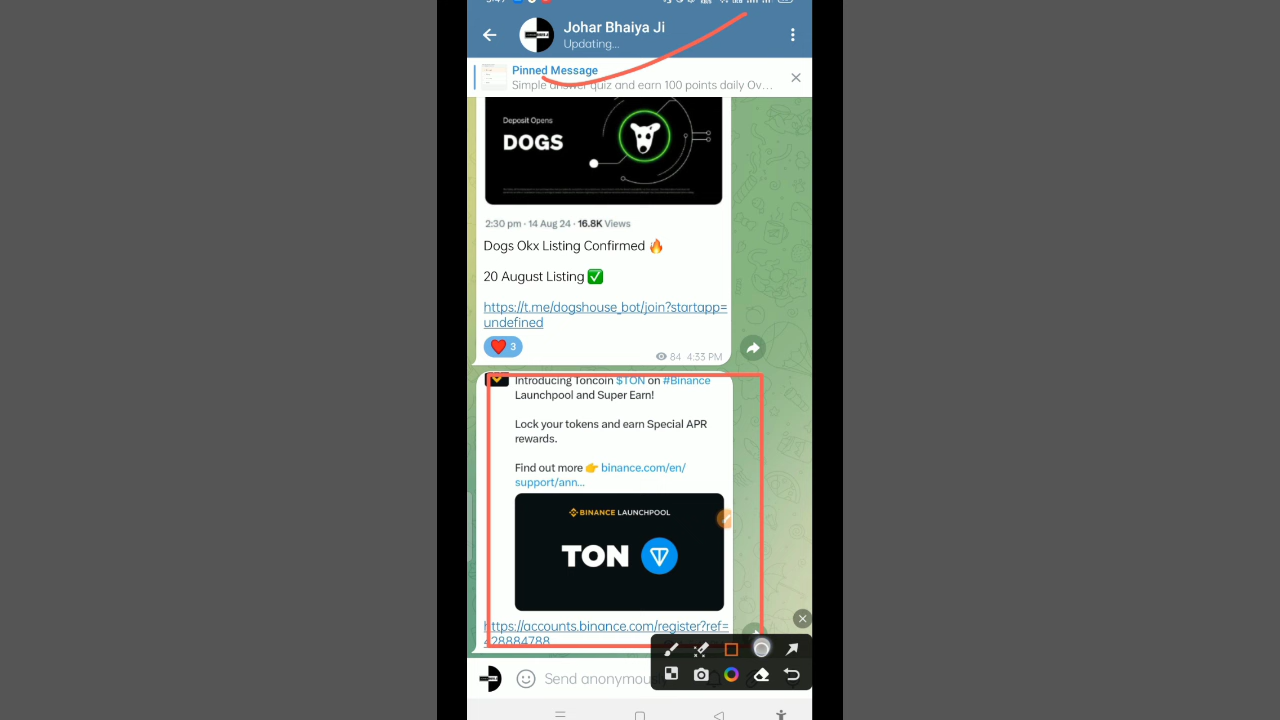 Johar Bhaiya Ji
Updating...
Pinned Message
Simple answer quiz and earn 100 points daily Ov...
Deposit Opens
DOGS
2:30 pm · 14 Aug 24 · 16.8K Views
Dogs Okx Listing Confirmed 🔥
20 August Listing ✅
https://t.me/dogshouse_bot/join?startapp=
undefined
❤️ 3
84 4:33 PM
Introducing Toncoin $TON on #Binance
Launchpool and Super Earn!
Lock your tokens and earn Special APR
rewards.
Find out more 👉 binance.com/en/
support/ann...
BINANCE LAUNCHPOOL
TON
https://accounts.binance.com/register?ref=
428884788
Send anonymou